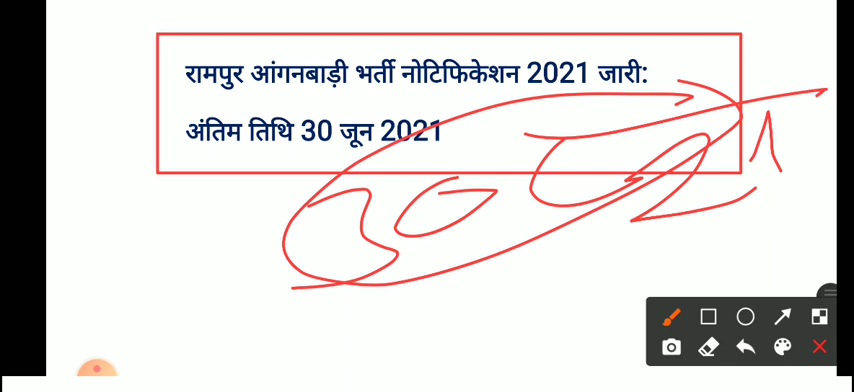 रामपुर आंगनबाड़ी भर्ती नोटिफिकेशन 2021 जारी:
अंतिम तिथि 30 जून 2021